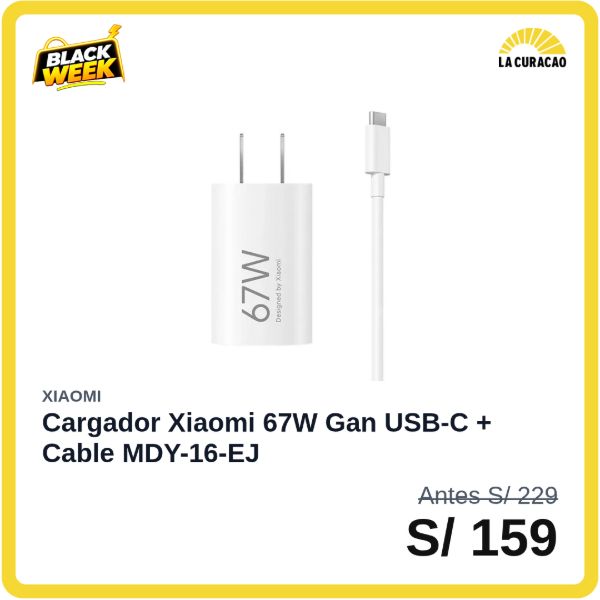 BLACK
WEEK
LA CURACAO
67W
Designed by Xiaomi
XIAOMI
Cargador Xiaomi 67W Gan USB-C +
Cable MDY-16-EJ
Antes S/ 229
S/ 159